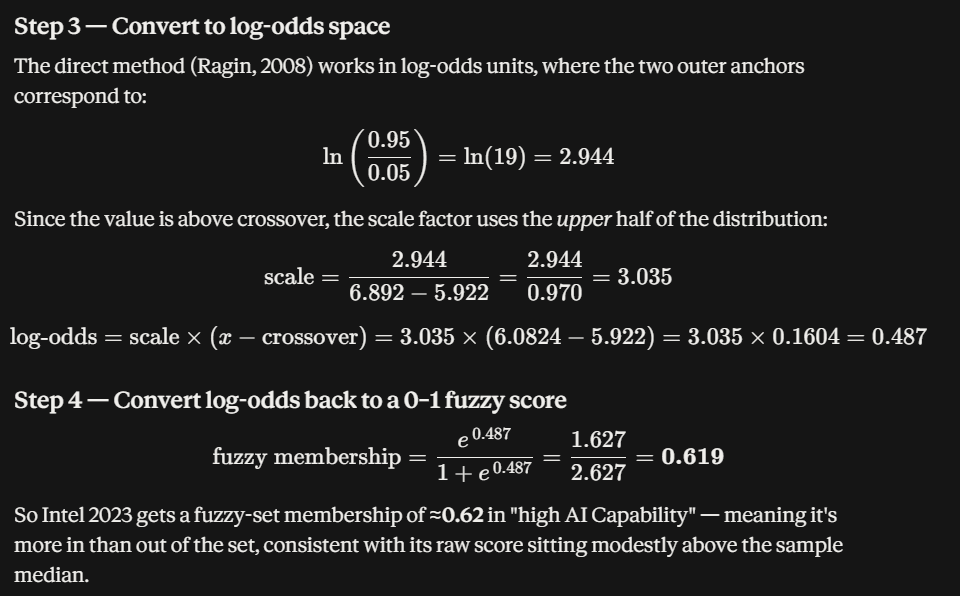 Step 3 — Convert to log-odds space
The direct method (Ragin, 2008) works in log-odds units, where the two outer anchors
correspond to:
ln(0.95/0.05) = ln(19) = 2.944
Since the value is above crossover, the scale factor uses the upper half of the distribution:
scale = 2.944/(6.892 − 5.922) = 2.944/0.970 = 3.035
log-odds = scale × (x − crossover) = 3.035 × (6.0824 − 5.922) = 3.035 × 0.1604 = 0.487
Step 4 — Convert log-odds back to a 0–1 fuzzy score
fuzzy membership = e^0.487/(1 + e^0.487) = 1.627/2.627 = 0.619
So Intel 2023 gets a fuzzy-set membership of ≈0.62 in "high AI Capability" — meaning it's
more in than out of the set, consistent with its raw score sitting modestly above the sample
median.